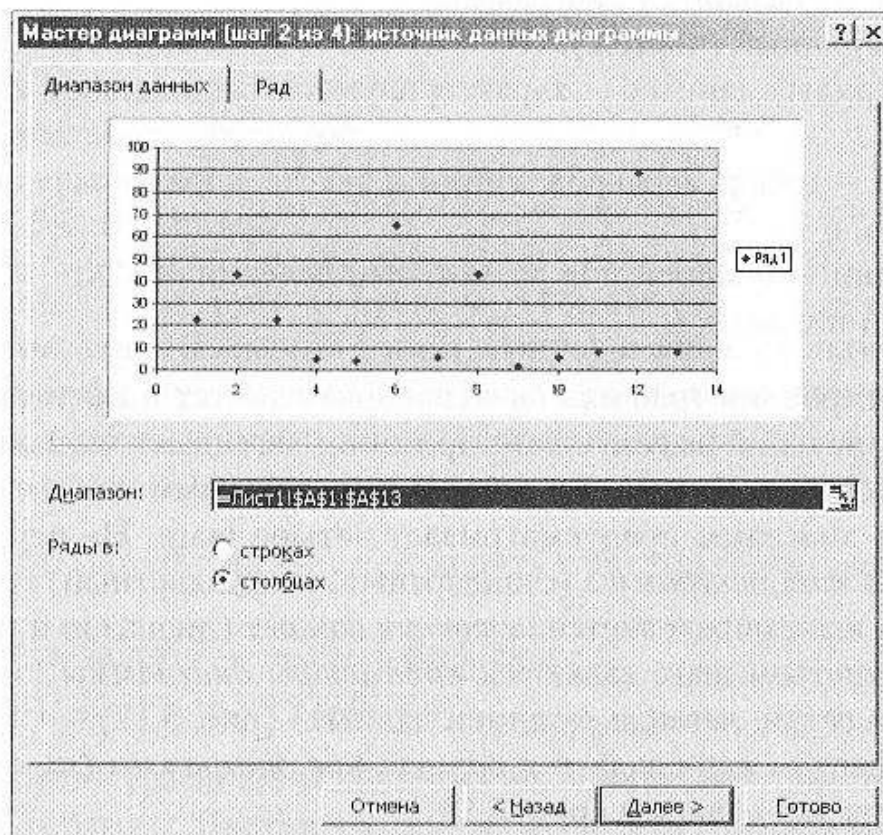 Мастер диаграмм (шаг 2 из 4): источник данных диаграммы ? ×
Диапазон данных Ряд
100
90
80
70
60
50
40
30
20
10
0
0 2 4 6 8 10 12 14
Ряд1
Диапазон: =Лист1!$A$1:$A$13
Ряды в: строках
столбцах
Отмена < Назад Далее > Готово